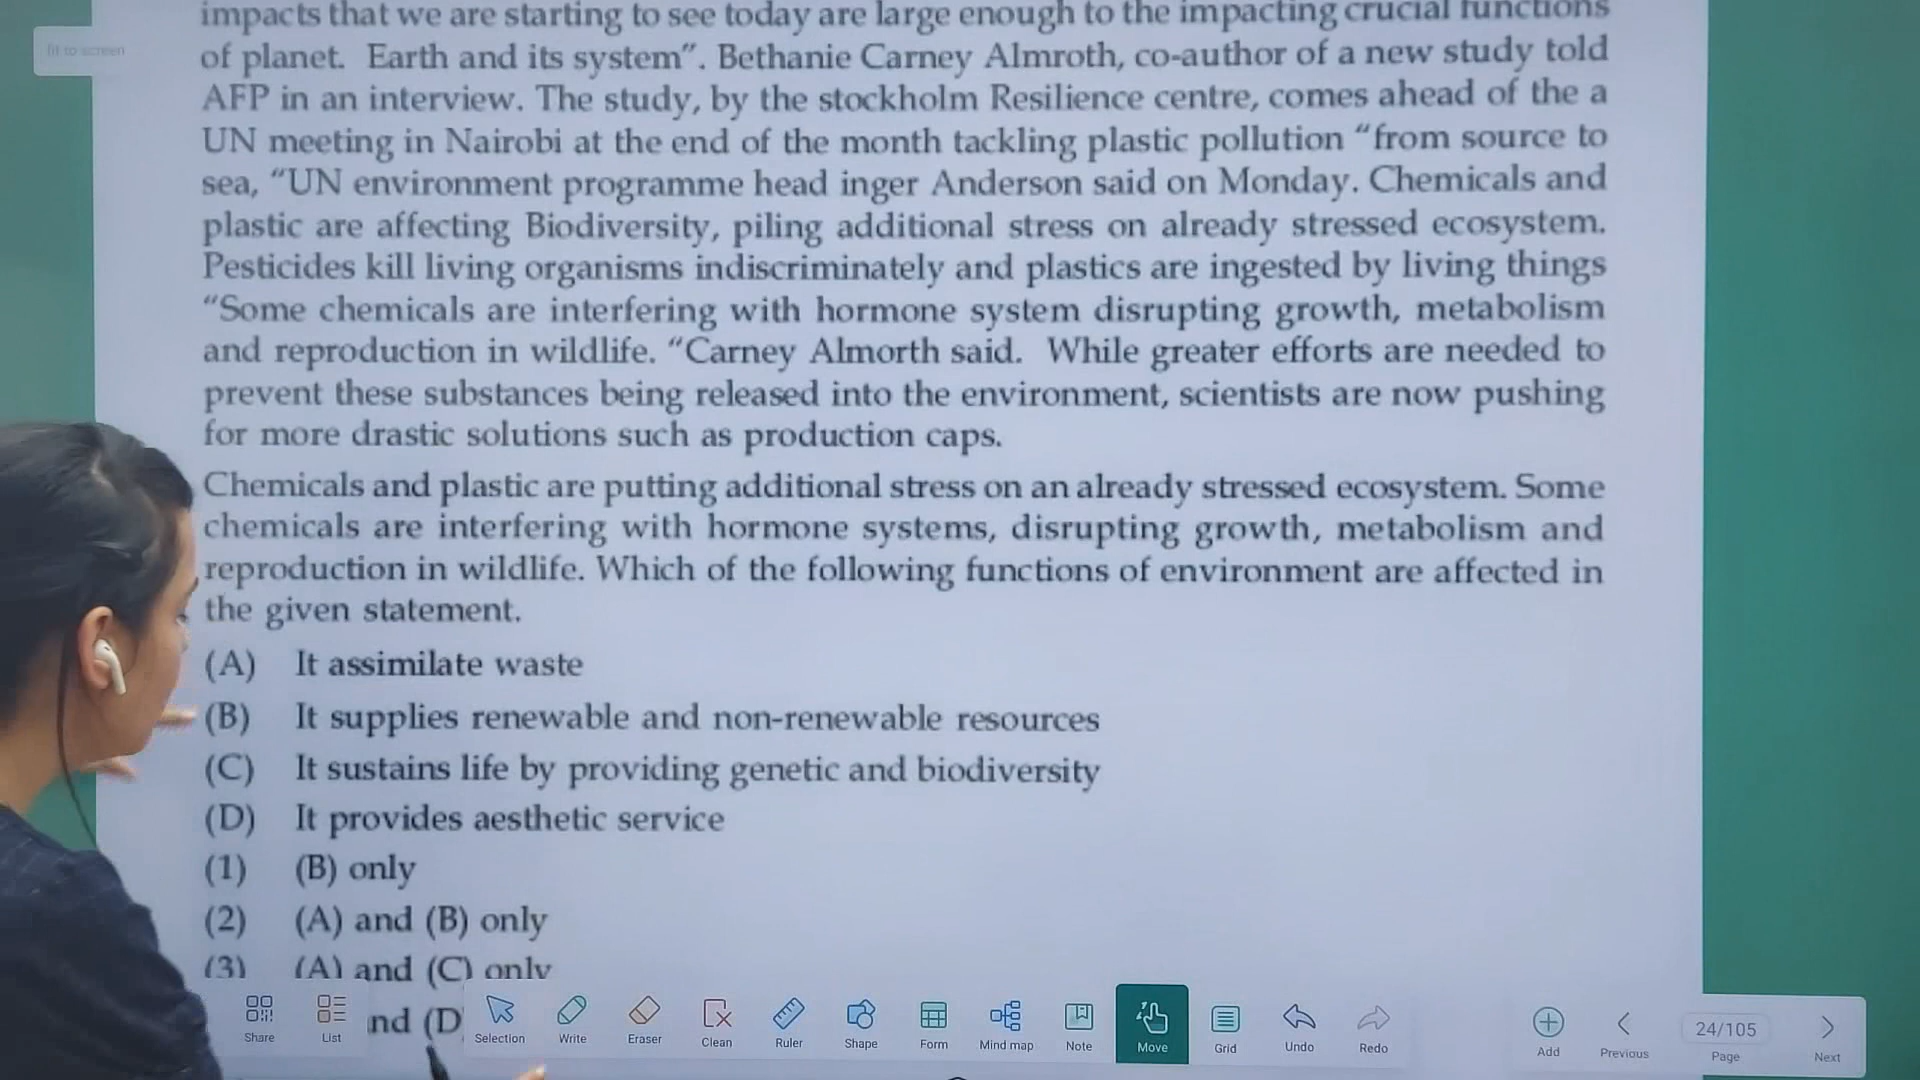 fit to screen
impacts that we are starting to see today are large enough to the impacting crucial functions
of planet. Earth and its system". Bethanie Carney Almroth, co-author of a new study told
AFP in an interview. The study, by the stockholm Resilience centre, comes ahead of the a
UN meeting in Nairobi at the end of the month tackling plastic pollution "from source to
sea, "UN environment programme head inger Anderson said on Monday. Chemicals and
plastic are affecting Biodiversity, piling additional stress on already stressed ecosystem.
Pesticides kill living organisms indiscriminately and plastics are ingested by living things
"Some chemicals are interfering with hormone system disrupting growth, metabolism
and reproduction in wildlife. "Carney Almorth said. While greater efforts are needed to
prevent these substances being released into the environment, scientists are now pushing
for more drastic solutions such as production caps.
Chemicals and plastic are putting additional stress on an already stressed ecosystem. Some
chemicals are interfering with hormone systems, disrupting growth, metabolism and
reproduction in wildlife. Which of the following functions of environment are affected in
the given statement.
(A) It assimilate waste
(B) It supplies renewable and non-renewable resources
(C) It sustains life by providing genetic and biodiversity
(D) It provides aesthetic service
(1) (B) only
(2) (A) and (B) only
(3) (A) and (C) only
nd (D
Share List Selection Write Eraser Clean Ruler Shape Form Mind map Note Move Grid Undo Redo Add Previous 24/105 Page Next